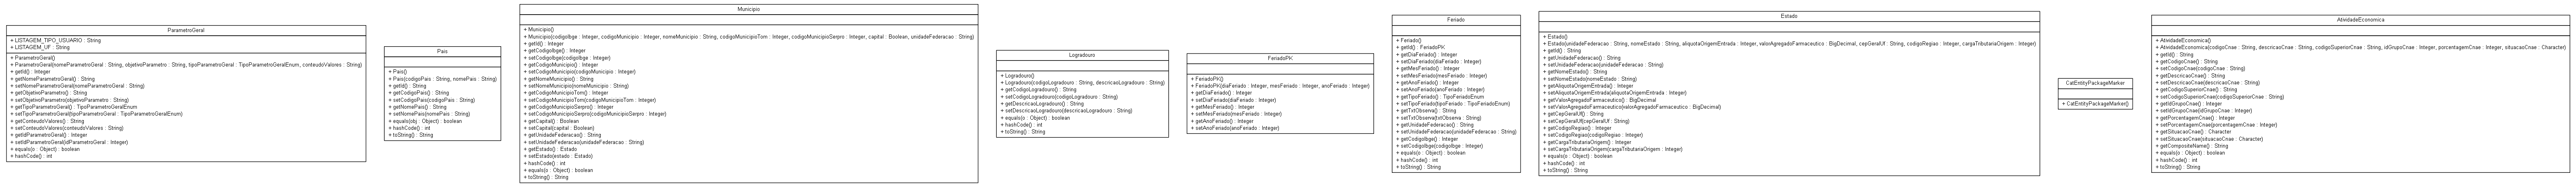 ParametroGeral
+ LISTAGEM_TIPO_USUARIO : String
+ LISTAGEM_UF : String
+ ParametroGeral()
+ ParametroGeral(nomeParametroGeral : String, objetivoParametro : String, tipoParametroGeral : TipoParametroGeralEnum, conteudoValores : String)
+ getId() : Integer
+ getNomeParametroGeral() : String
+ setNomeParametroGeral(nomeParametroGeral : String)
+ getObjetivoParametro() : String
+ setObjetivoParametro(objetivoParametro : String)
+ getTipoParametroGeral() : TipoParametroGeralEnum
+ setTipoParametroGeral(tipoParametroGeral : TipoParametroGeralEnum)
+ getConteudoValores() : String
+ setConteudoValores(conteudoValores : String)
+ getIdParametroGeral() : Integer
+ setIdParametroGeral(idParametroGeral : Integer)
+ equals(o : Object) : boolean
+ hashCode() : int
Pais
+ Pais()
+ Pais(codigoPais : String, nomePais : String)
+ getId() : String
+ getCodigoPais() : String
+ setCodigoPais(codigoPais : String)
+ getNomePais() : String
+ setNomePais(nomePais : String)
+ equals(obj : Object) : boolean
+ hashCode() : int
+ toString() : String
Municipio
+ Municipio()
+ Municipio(codigoIbge : Integer, codigoMunicipio : Integer, nomeMunicipio : String, codigoMunicipioTom : Integer, codigoMunicipioSerpro : Integer, capital : Boolean, unidadeFederacao : String)
+ getId() : Integer
+ getCodigoIbge() : Integer
+ setCodigoIbge(codigoIbge : Integer)
+ getCodigoMunicipio() : Integer
+ setCodigoMunicipio(codigoMunicipio : Integer)
+ getNomeMunicipio() : String
+ setNomeMunicipio(nomeMunicipio : String)
+ getCodigoMunicipioTom() : Integer
+ setCodigoMunicipioTom(codigoMunicipioTom : Integer)
+ getCodigoMunicipioSerpro() : Integer
+ setCodigoMunicipioSerpro(codigoMunicipioSerpro : Integer)
+ getCapital() : Boolean
+ setCapital(capital : Boolean)
+ getUnidadeFederacao() : String
+ setUnidadeFederacao(unidadeFederacao : String)
+ getEstado() : Estado
+ setEstado(estado : Estado)
+ hashCode() : int
+ equals(o : Object) : boolean
+ toString() : String
Logradouro
+ Logradouro()
+ Logradouro(codigoLogradouro : String, descricaoLogradouro : String)
+ getCodigoLogradouro() : String
+ setCodigoLogradouro(codigoLogradouro : String)
+ getDescricaoLogradouro() : String
+ setDescricaoLogradouro(descricaoLogradouro : String)
+ equals(o : Object) : boolean
+ hashCode() : int
+ toString() : String
FeriadoPK
+ FeriadoPK()
+ FeriadoPK(diaFeriado : Integer, mesFeriado : Integer, anoFeriado : Integer)
+ getDiaFeriado() : Integer
+ setDiaFeriado(diaFeriado : Integer)
+ getMesFeriado() : Integer
+ setMesFeriado(mesFeriado : Integer)
+ getAnoFeriado() : Integer
+ setAnoFeriado(anoFeriado : Integer)
Feriado
+ Feriado()
+ getId() : FeriadoPK
+ getDiaFeriado() : Integer
+ setDiaFeriado(diaFeriado : Integer)
+ getMesFeriado() : Integer
+ setMesFeriado(mesFeriado : Integer)
+ getAnoFeriado() : Integer
+ setAnoFeriado(anoFeriado : Integer)
+ getTipoFeriado() : TipoFeriadoEnum
+ setTipoFeriado(tipoFeriado : TipoFeriadoEnum)
+ getTxtObserva() : String
+ setTxtObserva(txtObserva : String)
+ getUnidadeFederacao() : String
+ setUnidadeFederacao(unidadeFederacao : String)
+ getCodigoIbge() : Integer
+ setCodigoIbge(codigoIbge : Integer)
+ equals(o : Object) : boolean
+ hashCode() : int
+ toString() : String
Estado
+ Estado()
+ Estado(unidadeFederacao : String, nomeEstado : String, aliquotaOrigemEntrada : Integer, valorAgregadoFarmaceutico : BigDecimal, cepGeralUf : String, codigoRegiao : Integer, cargaTributariaOrigem : Integer)
+ getId() : String
+ getUnidadeFederacao() : String
+ setUnidadeFederacao(unidadeFederacao : String)
+ getNomeEstado() : String
+ setNomeEstado(nomeEstado : String)
+ getAliquotaOrigemEntrada() : Integer
+ setAliquotaOrigemEntrada(aliquotaOrigemEntrada : Integer)
+ getValorAgregadoFarmaceutico() : BigDecimal
+ setValorAgregadoFarmaceutico(valorAgregadoFarmaceutico : BigDecimal)
+ getCepGeralUf() : String
+ setCepGeralUf(cepGeralUf : String)
+ getCodigoRegiao() : Integer
+ setCodigoRegiao(codigoRegiao : Integer)
+ getCargaTributariaOrigem() : Integer
+ setCargaTributariaOrigem(cargaTributariaOrigem : Integer)
+ equals(o : Object) : boolean
+ hashCode() : int
+ toString() : String
CatEntityPackageMarker
+ CatEntityPackageMarker()
AtividadeEconomica
+ AtividadeEconomica()
+ AtividadeEconomica(codigoCnae : String, descricaoCnae : String, codigoSuperiorCnae : String, idGrupoCnae : Integer, porcentagemCnae : Integer, situacaoCnae : Character)
+ getId() : String
+ getCodigoCnae() : String
+ setCodigoCnae(codigoCnae : String)
+ getDescricaoCnae() : String
+ setDescricaoCnae(descricaoCnae : String)
+ getCodigoSuperiorCnae() : String
+ setCodigoSuperiorCnae(codigoSuperiorCnae : String)
+ getIdGrupoCnae() : Integer
+ setIdGrupoCnae(idGrupoCnae : Integer)
+ getPorcentagemCnae() : Integer
+ setPorcentagemCnae(porcentagemCnae : Integer)
+ getSituacaoCnae() : Character
+ setSituacaoCnae(situacaoCnae : Character)
+ getCompositeName() : String
+ equals(o : Object) : boolean
+ hashCode() : int
+ toString() : String